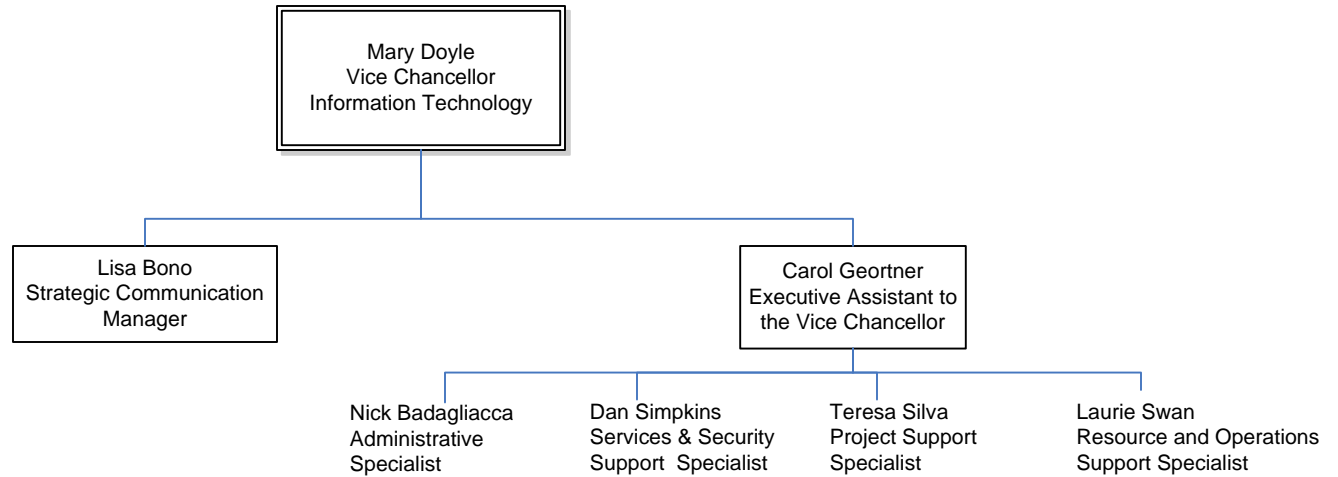 Mary Doyle
Vice Chancellor
Information Technology
Lisa Bono
Strategic Communication
Manager
Carol Geortner
Executive Assistant to
the Vice Chancellor
Nick Badagliacca
Administrative
Specialist
Dan Simpkins
Services & Security
Support Specialist
Teresa Silva
Project Support
Specialist
Laurie Swan
Resource and Operations
Support Specialist